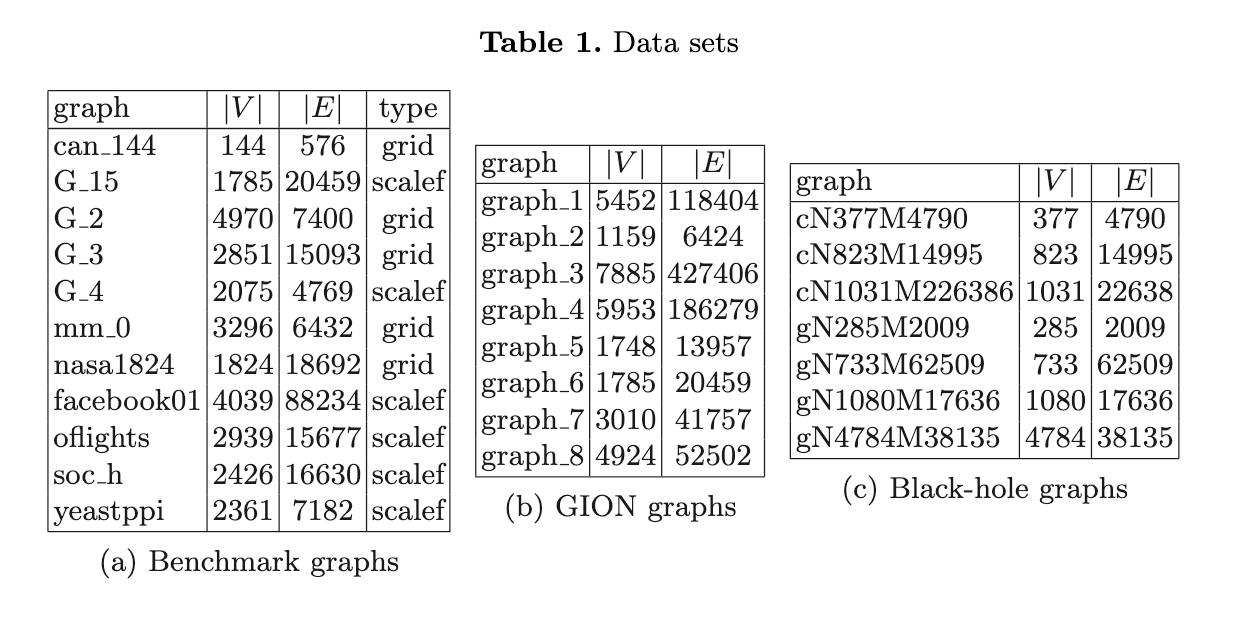 Table 1. Data sets
graph |V| |E| type
can_144 144 576 grid
G_15 1785 20459 scalef
G_2 4970 7400 grid
G_3 2851 15093 grid
G_4 2075 4769 scalef
mm_0 3296 6432 grid
nasa1824 1824 18692 grid
facebook01 4039 88234 scalef
oflights 2939 15677 scalef
soc_h 2426 16630 scalef
yeastppi 2361 7182 scalef
(a) Benchmark graphs
graph |V| |E|
graph_1 5452 118404
graph_2 1159 6424
graph_3 7885 427406
graph_4 5953 186279
graph_5 1748 13957
graph_6 1785 20459
graph_7 3010 41757
graph_8 4924 52502
(b) GION graphs
graph |V| |E|
cN377M4790 377 4790
cN823M14995 823 14995
cN1031M226386 1031 22638
gN285M2009 285 2009
gN733M62509 733 62509
gN1080M17636 1080 17636
gN4784M38135 4784 38135
(c) Black-hole graphs